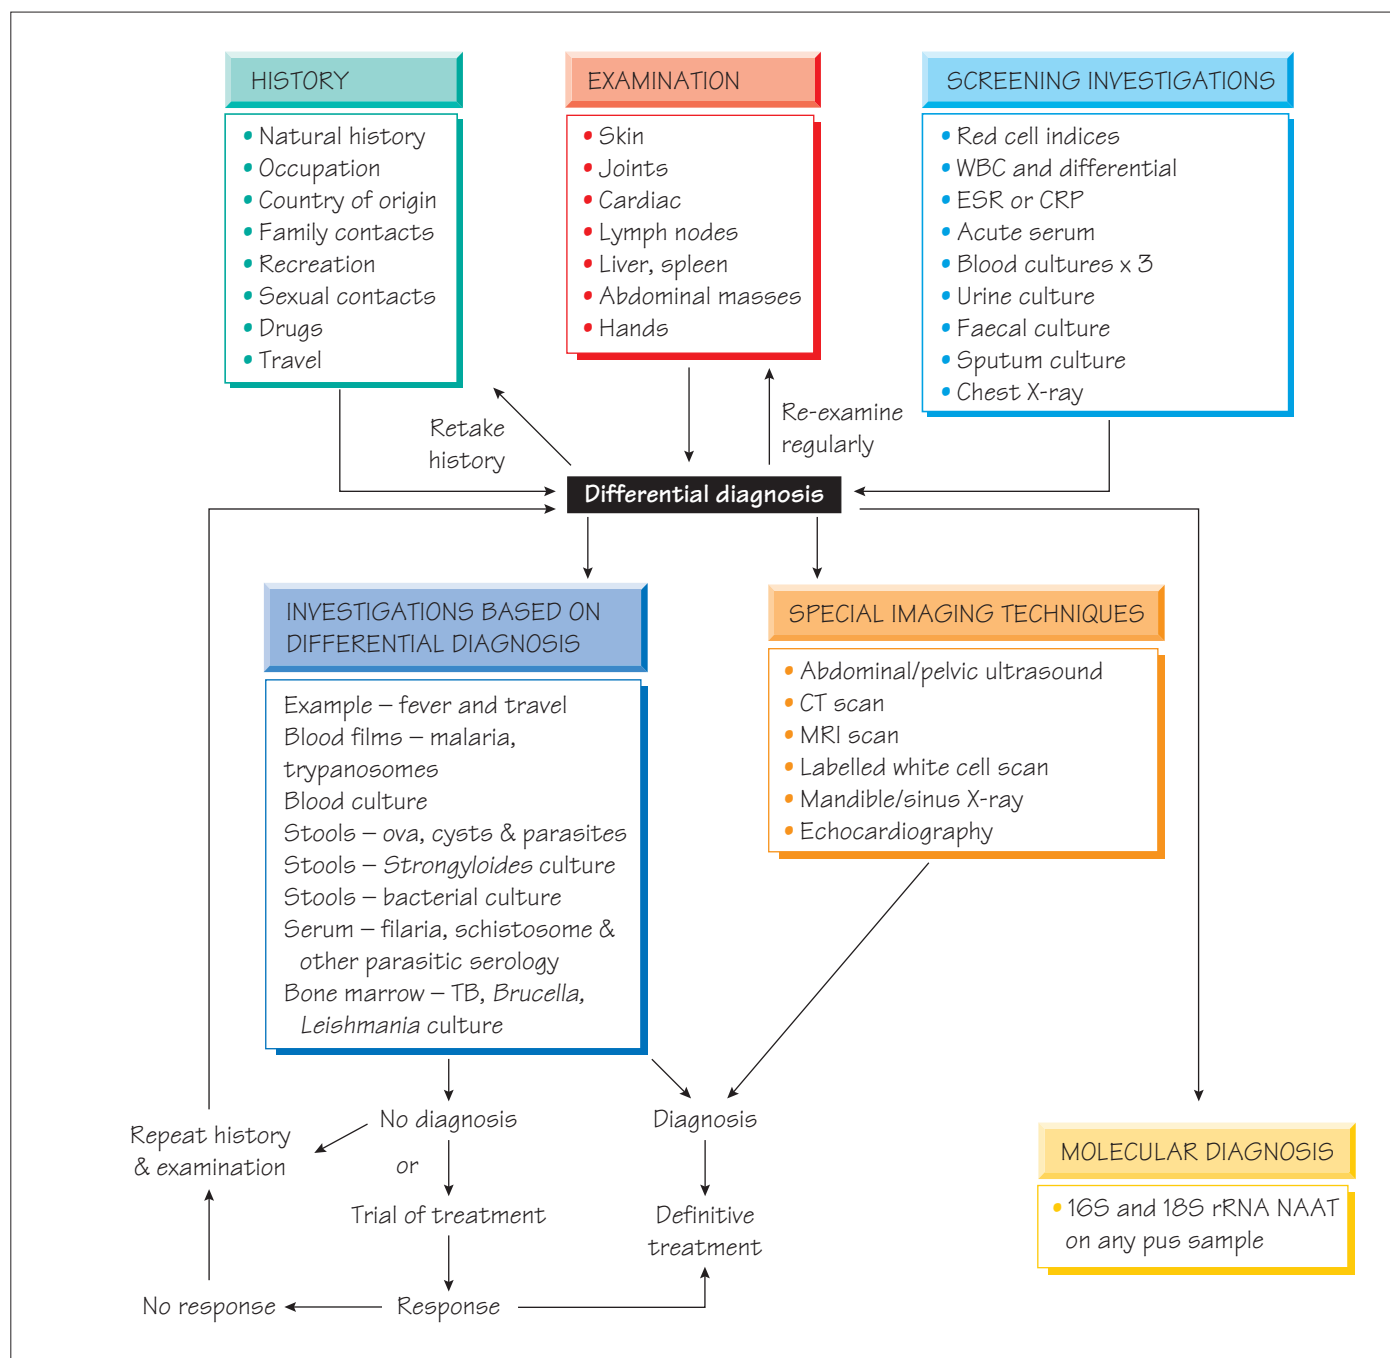 HISTORY
• Natural history
• Occupation
• Country of origin
• Family contacts
• Recreation
• Sexual contacts
• Drugs
• Travel
EXAMINATION
• Skin
• Joints
• Cardiac
• Lymph nodes
• Liver, spleen
• Abdominal masses
• Hands
SCREENING INVESTIGATIONS
• Red cell indices
• WBC and differential
• ESR or CRP
• Acute serum
• Blood cultures x 3
• Urine culture
• Faecal culture
• Sputum culture
• Chest X-ray
Retake
history
Re-examine
regularly
Differential diagnosis
INVESTIGATIONS BASED ON
DIFFERENTIAL DIAGNOSIS
Example – fever and travel
Blood films – malaria,
trypanosomes
Blood culture
Stools – ova, cysts & parasites
Stools – Strongyloides culture
Stools – bacterial culture
Serum – filaria, schistosome &
other parasitic serology
Bone marrow – TB, Brucella,
Leishmania culture
SPECIAL IMAGING TECHNIQUES
• Abdominal/pelvic ultrasound
• CT scan
• MRI scan
• Labelled white cell scan
• Mandible/sinus X-ray
• Echocardiography
Repeat history
& examination
No diagnosis
or
Trial of treatment
Diagnosis
Definitive
treatment
No response
Response
MOLECULAR DIAGNOSIS
• 16S and 18S rRNA NAAT
on any pus sample